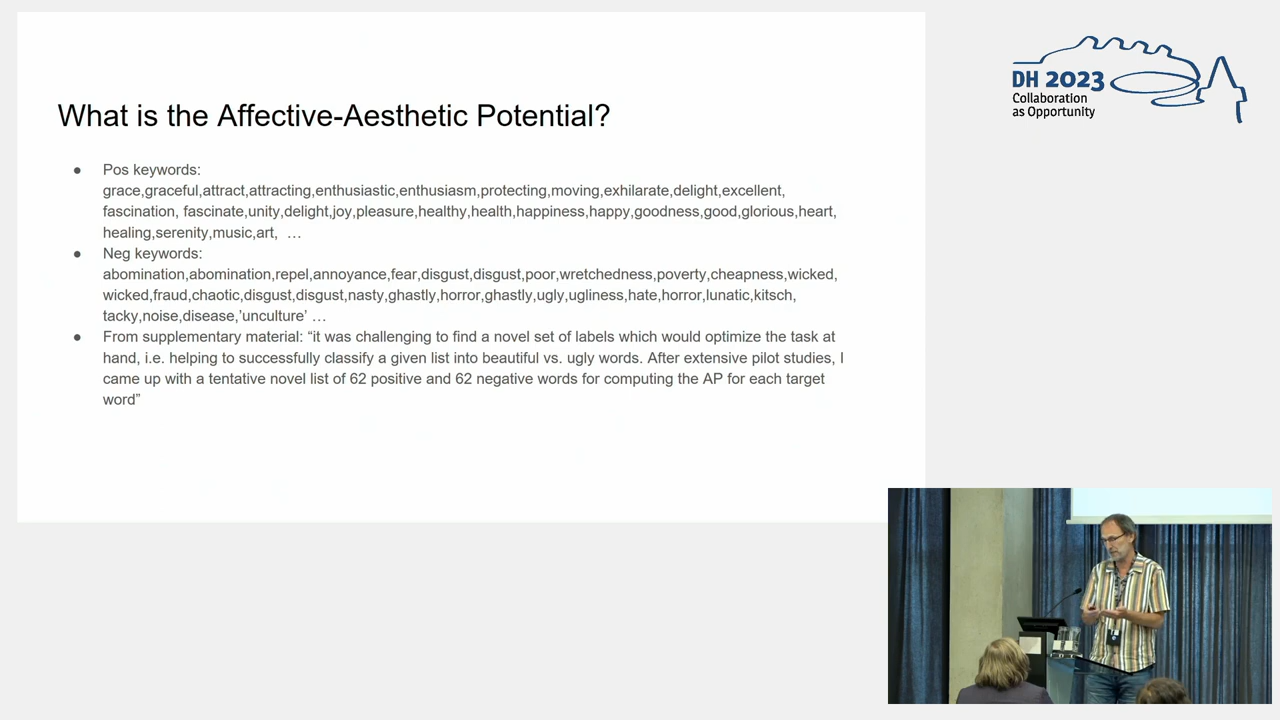 What is the Affective-Aesthetic Potential?
● Pos keywords:
grace,graceful,attract,attracting,enthusiastic,enthusiasm,protecting,moving,exhilarate,delight,excellent,
fascination, fascinate,unity,delight,joy,pleasure,healthy,health,happiness,happy,goodness,good,glorious,heart,
healing,serenity,music,art,  …
● Neg keywords:
abomination,abomination,repel,annoyance,fear,disgust,disgust,poor,wretchedness,poverty,cheapness,wicked,
wicked,fraud,chaotic,disgust,disgust,nasty,ghastly,horror,ghastly,ugly,ugliness,hate,horror,lunatic,kitsch,
tacky,noise,disease,’unculture’ …
● From supplementary material: “it was challenging to find a novel set of labels which would optimize the task at
hand, i.e. helping to successfully classify a given list into beautiful vs. ugly words. After extensive pilot studies, I
came up with a tentative novel list of 62 positive and 62 negative words for computing the AP for each target
word”
DH 2023
Collaboration
as Opportunity